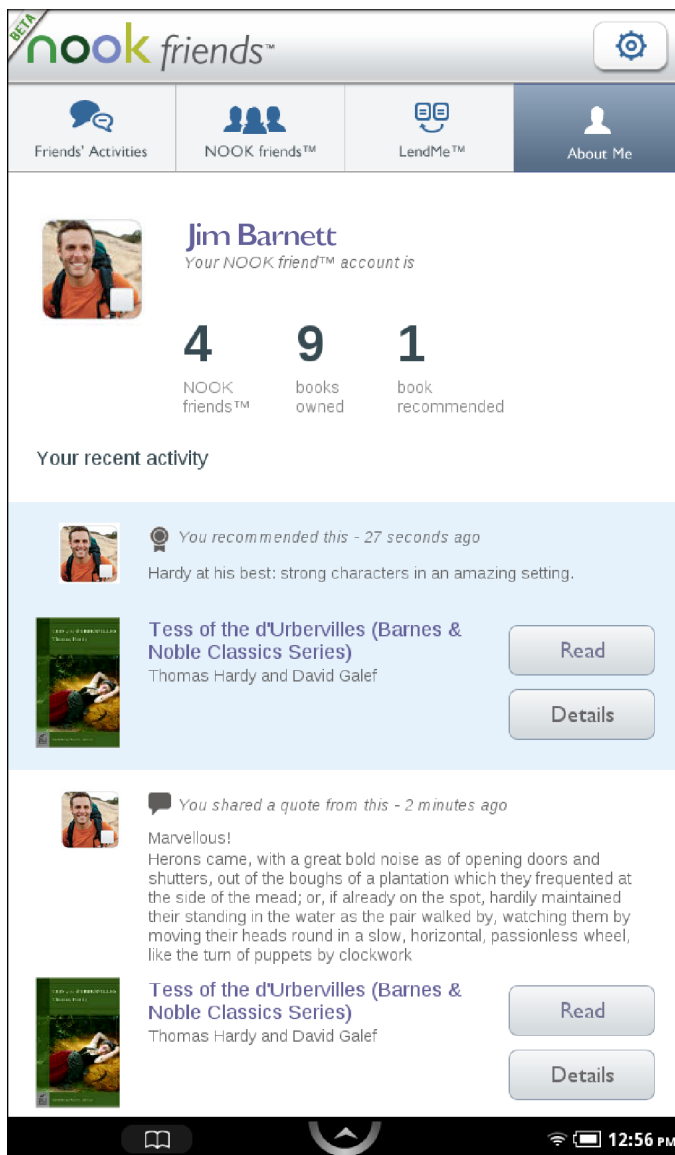 BETA
nook friends™
Friends' Activities
NOOK friends™
LendMe™
About Me
Jim Barnett
Your NOOK friend™ account is
4
9
1
NOOK
friends™
books
owned
book
recommended
Your recent activity
You recommended this - 27 seconds ago
Hardy at his best: strong characters in an amazing setting.
Tess of the d'Urbervilles (Barnes &
Noble Classics Series)
Thomas Hardy and David Galef
Read
Details
You shared a quote from this - 2 minutes ago
Marvellous!
Herons came, with a great bold noise as of opening doors and
shutters, out of the boughs of a plantation which they frequented at
the side of the mead; or, if already on the spot, hardily maintained
their standing in the water as the pair walked by, watching them by
moving their heads round in a slow, horizontal, passionless wheel,
like the turn of puppets by clockwork
Tess of the d'Urbervilles (Barnes &
Noble Classics Series)
Thomas Hardy and David Galef
Read
Details
12:56 PM